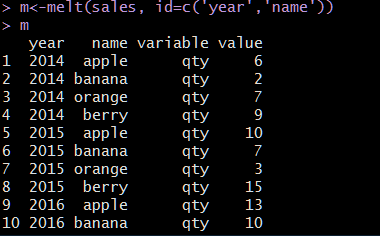 > m<-melt(sales, id=c('year','name'))
> m
year name variable value
1 2014 apple qty 6
2 2014 banana qty 2
3 2014 orange qty 7
4 2014 berry qty 9
5 2015 apple qty 10
6 2015 banana qty 7
7 2015 orange qty 3
8 2015 berry qty 15
9 2016 apple qty 13
10 2016 banana qty 10